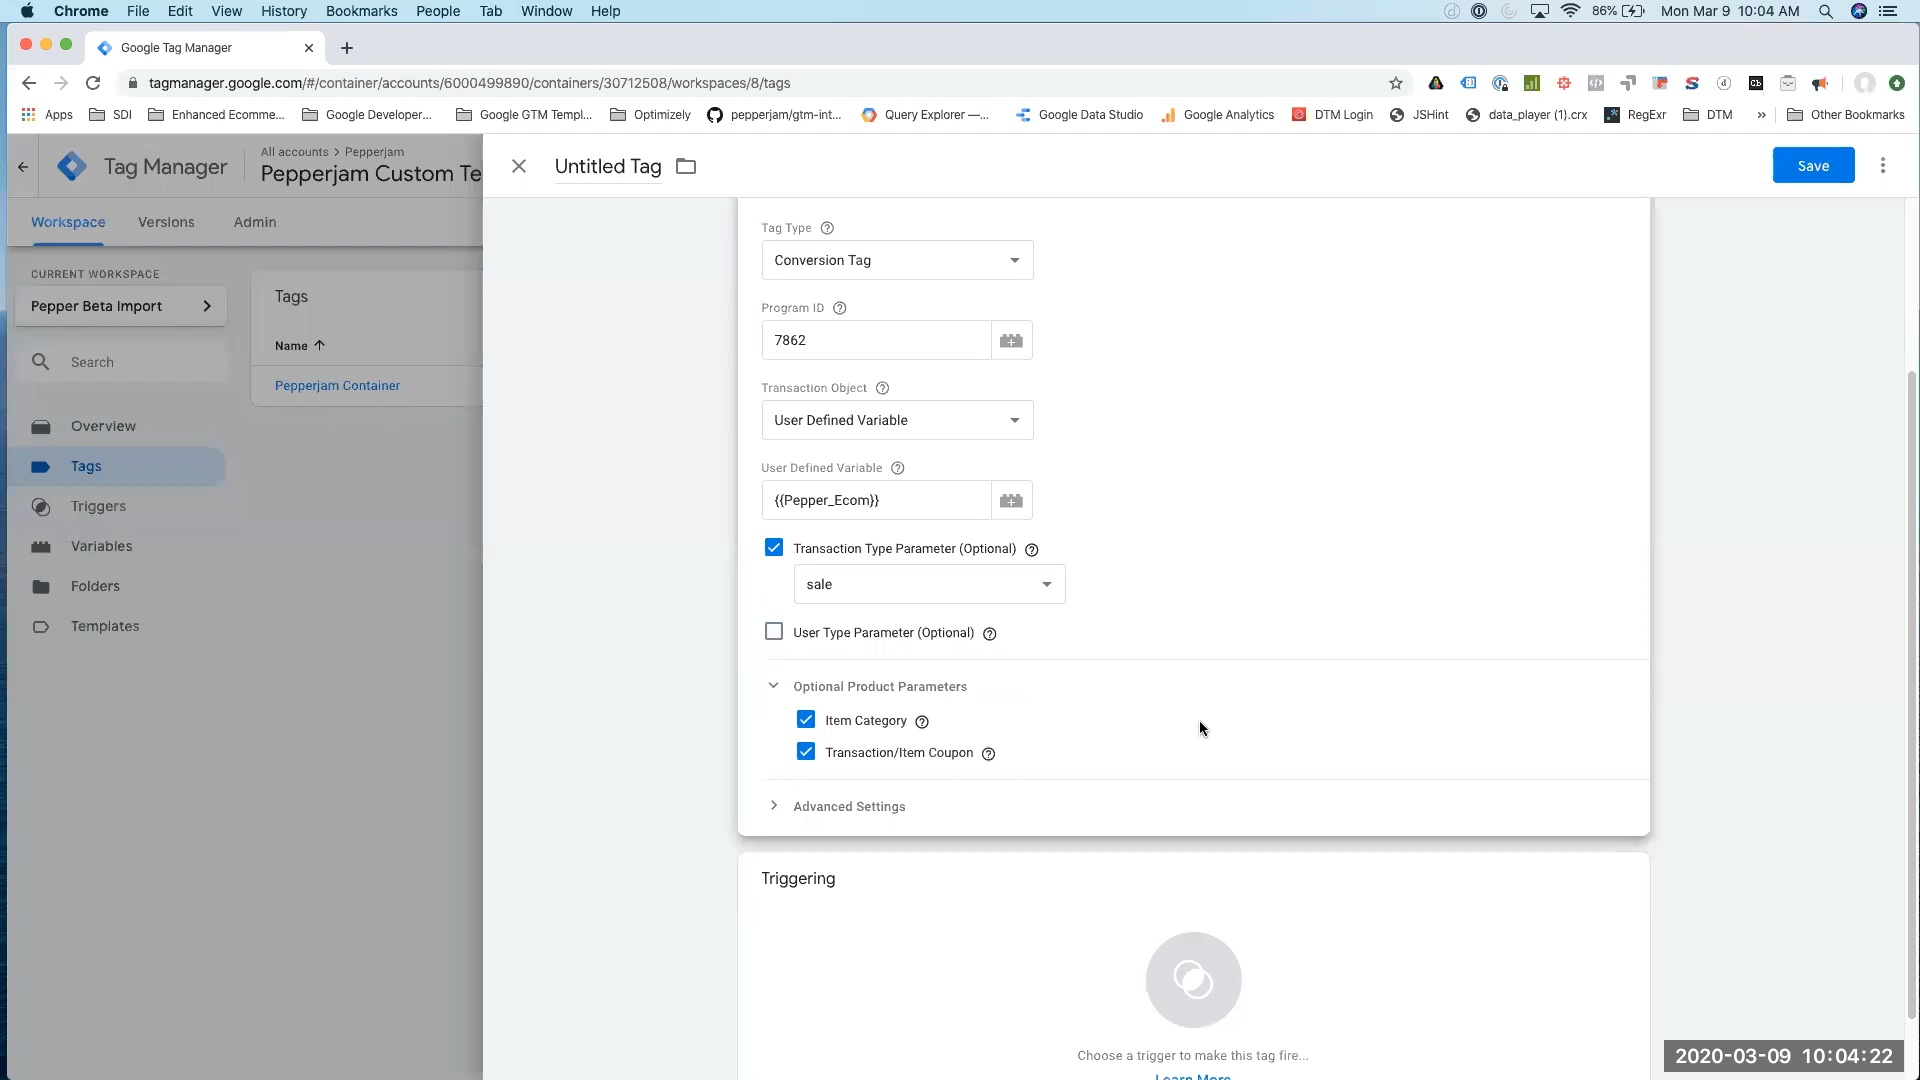 Chrome File Edit View History Bookmarks People Tab Window Help 86% Mon Mar 9 10:04 AM
Google Tag Manager
tagmanager.google.com/#/container/accounts/6000499890/containers/30712508/workspaces/8/tags
Apps SDI Enhanced Ecomme... Google Developer... Google GTM Templ... Optimizely pepperjam/gtm-int... Query Explorer —... Google Data Studio Google Analytics DTM Login JSHint data_player (1).crx RegExr DTM » Other Bookmarks
All accounts > Pepperjam
Tag Manager
Pepperjam Custom Te
Untitled Tag
Save
Workspace Versions Admin
CURRENT WORKSPACE
Pepper Beta Import
Search
Overview
Tags
Triggers
Variables
Folders
Templates
Tags
Name
Pepperjam Container
Tag Type
Conversion Tag
Program ID
7862
Transaction Object
User Defined Variable
User Defined Variable
{{Pepper_Ecom}}
Transaction Type Parameter (Optional)
sale
User Type Parameter (Optional)
Optional Product Parameters
Item Category
Transaction/Item Coupon
Advanced Settings
Triggering
Choose a trigger to make this tag fire...
Learn More
2020-03-09 10:04:22